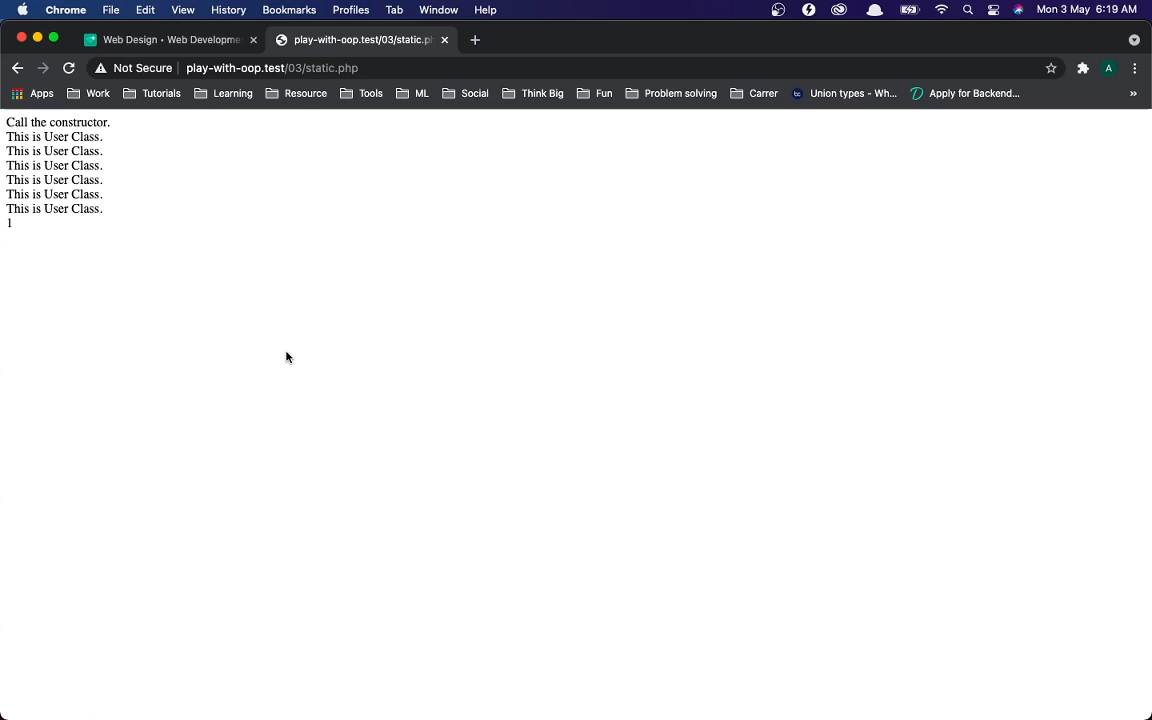 Chrome File Edit View History Bookmarks Profiles Tab Window Help Mon 3 May 6:19 AM
Web Design • Web Developme play-with-oop.test/03/static.p
Not Secure play-with-oop.test/03/static.php A
Apps Work Tutorials Learning Resource Tools ML Social Think Big Fun Problem solving Carrer Union types - Wh... Apply for Backend... »
Call the constructor.
This is User Class.
This is User Class.
This is User Class.
This is User Class.
This is User Class.
This is User Class.
1